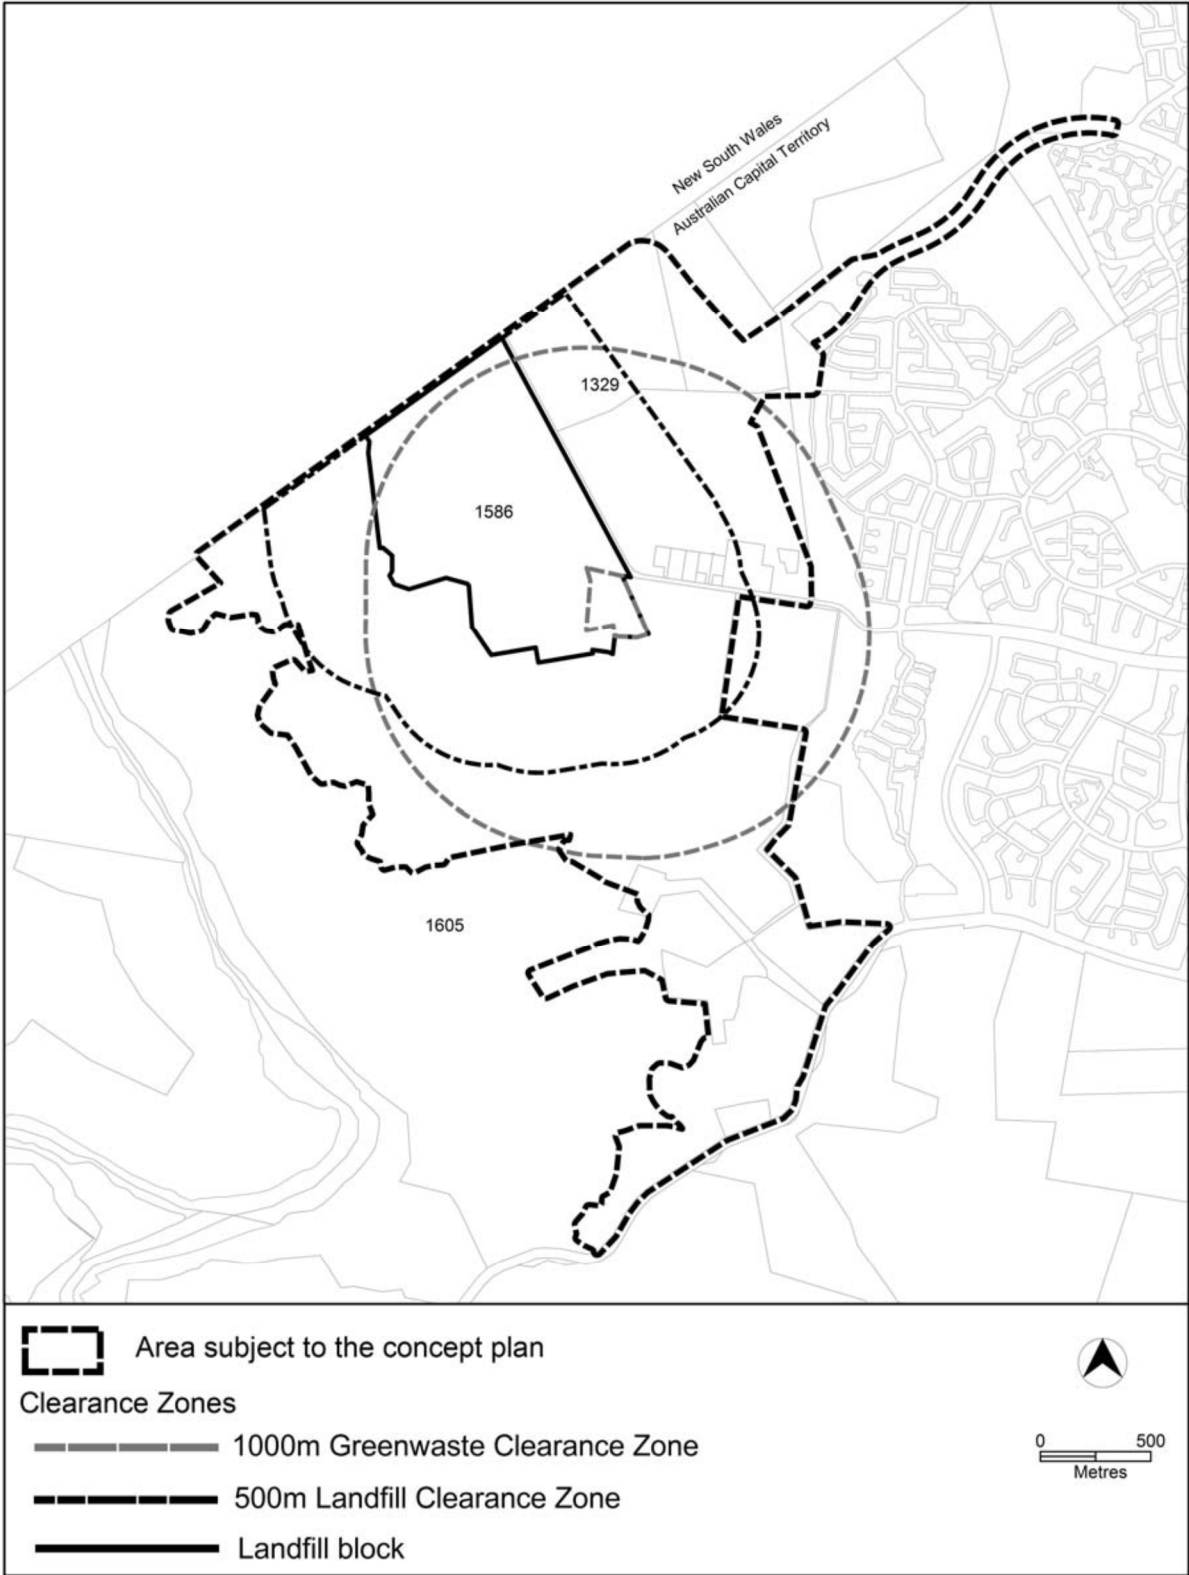 New South Wales
Australian Capital Territory
1329
1586
1605
Area subject to the concept plan
Clearance Zones
1000m Greenwaste Clearance Zone
500m Landfill Clearance Zone
Landfill block
0 500
Metres